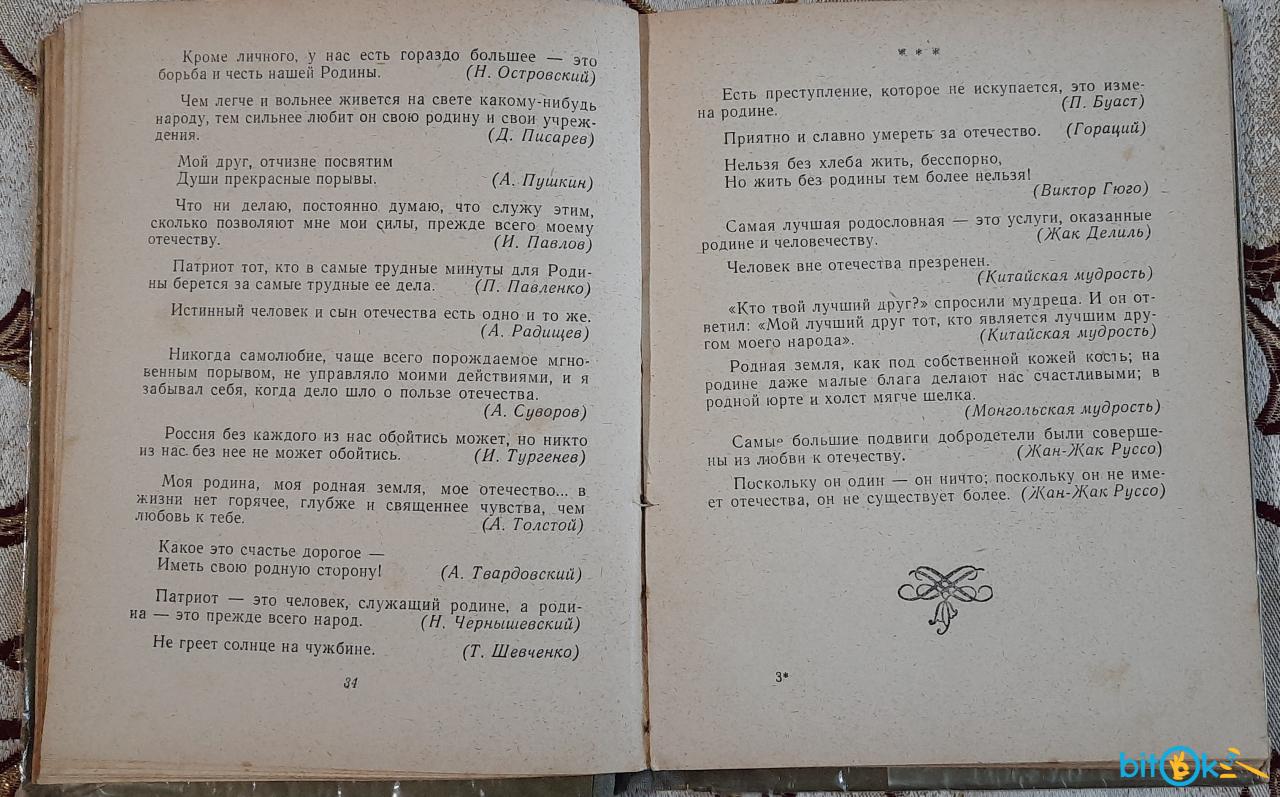 Кроме личного, у нас есть гораздо большее — это
борьба и честь нашей Родины. (Н. Островский)
Чем легче и вольнее живется на свете какому-нибудь
народу, тем сильнее любит он свою родину и свои учреж-
дения. (Д. Писарев)
Мой друг, отчизне посвятим
Души прекрасные порывы. (А. Пушкин)
Что ни делаю, постоянно думаю, что служу этим,
сколько позволяют мне мои силы, прежде всего моему
отечеству. (И. Павлов)
Патриот тот, кто в самые трудные минуты для Роди-
ны берется за самые трудные ее дела. (П. Павленко)
Истинный человек и сын отечества есть одно и то же.
(А. Радищев)
Никогда самолюбие, чаще всего порождаемое мгно-
венным порывом, не управляло моими действиями, и я
забывал себя, когда дело шло о пользе отечества.
(А. Суворов)
Россия без каждого из нас обойтись может, но никто
из нас без нее не может обойтись. (И. Тургенев)
Моя родина, моя родная земля, мое отечество... в
жизни нет горячее, глубже и священнее чувства, чем
любовь к тебе. (А. Толстой)
Какое это счастье дорогое —
Иметь свою родную сторону! (А. Твардовский)
Патриот — это человек, служащий родине, а роди-
на — это прежде всего народ. (Н. Чернышевский)
Не греет солнце на чужбине. (Т. Шевченко)
34
* * *
Есть преступление, которое не искупается, это изме-
на родине. (П. Буаст)
Приятно и славно умереть за отечество. (Гораций)
Нельзя без хлеба жить, бесспорно,
Но жить без родины тем более нельзя!
(Виктор Гюго)
Самая лучшая родословная — это услуги, оказанные
родине и человечеству. (Жак Делиль)
Человек вне отечества презренен.
(Китайская мудрость)
«Кто твой лучший друг?» спросили мудреца. И он от-
ветил: «Мой лучший друг тот, кто является лучшим дру-
гом моего народа». (Китайская мудрость)
Родная земля, как под собственной кожей кость; на
родине даже малые блага делают нас счастливыми; в
родной юрте и холст мягче шелка.
(Монгольская мудрость)
Самые большие подвиги добродетели были соверше-
ны из любви к отечеству. (Жан-Жак Руссо)
Поскольку он один — он ничто; поскольку он не име-
ет отечества, он не существует более. (Жан-Жак Руссо)
3*
bitok